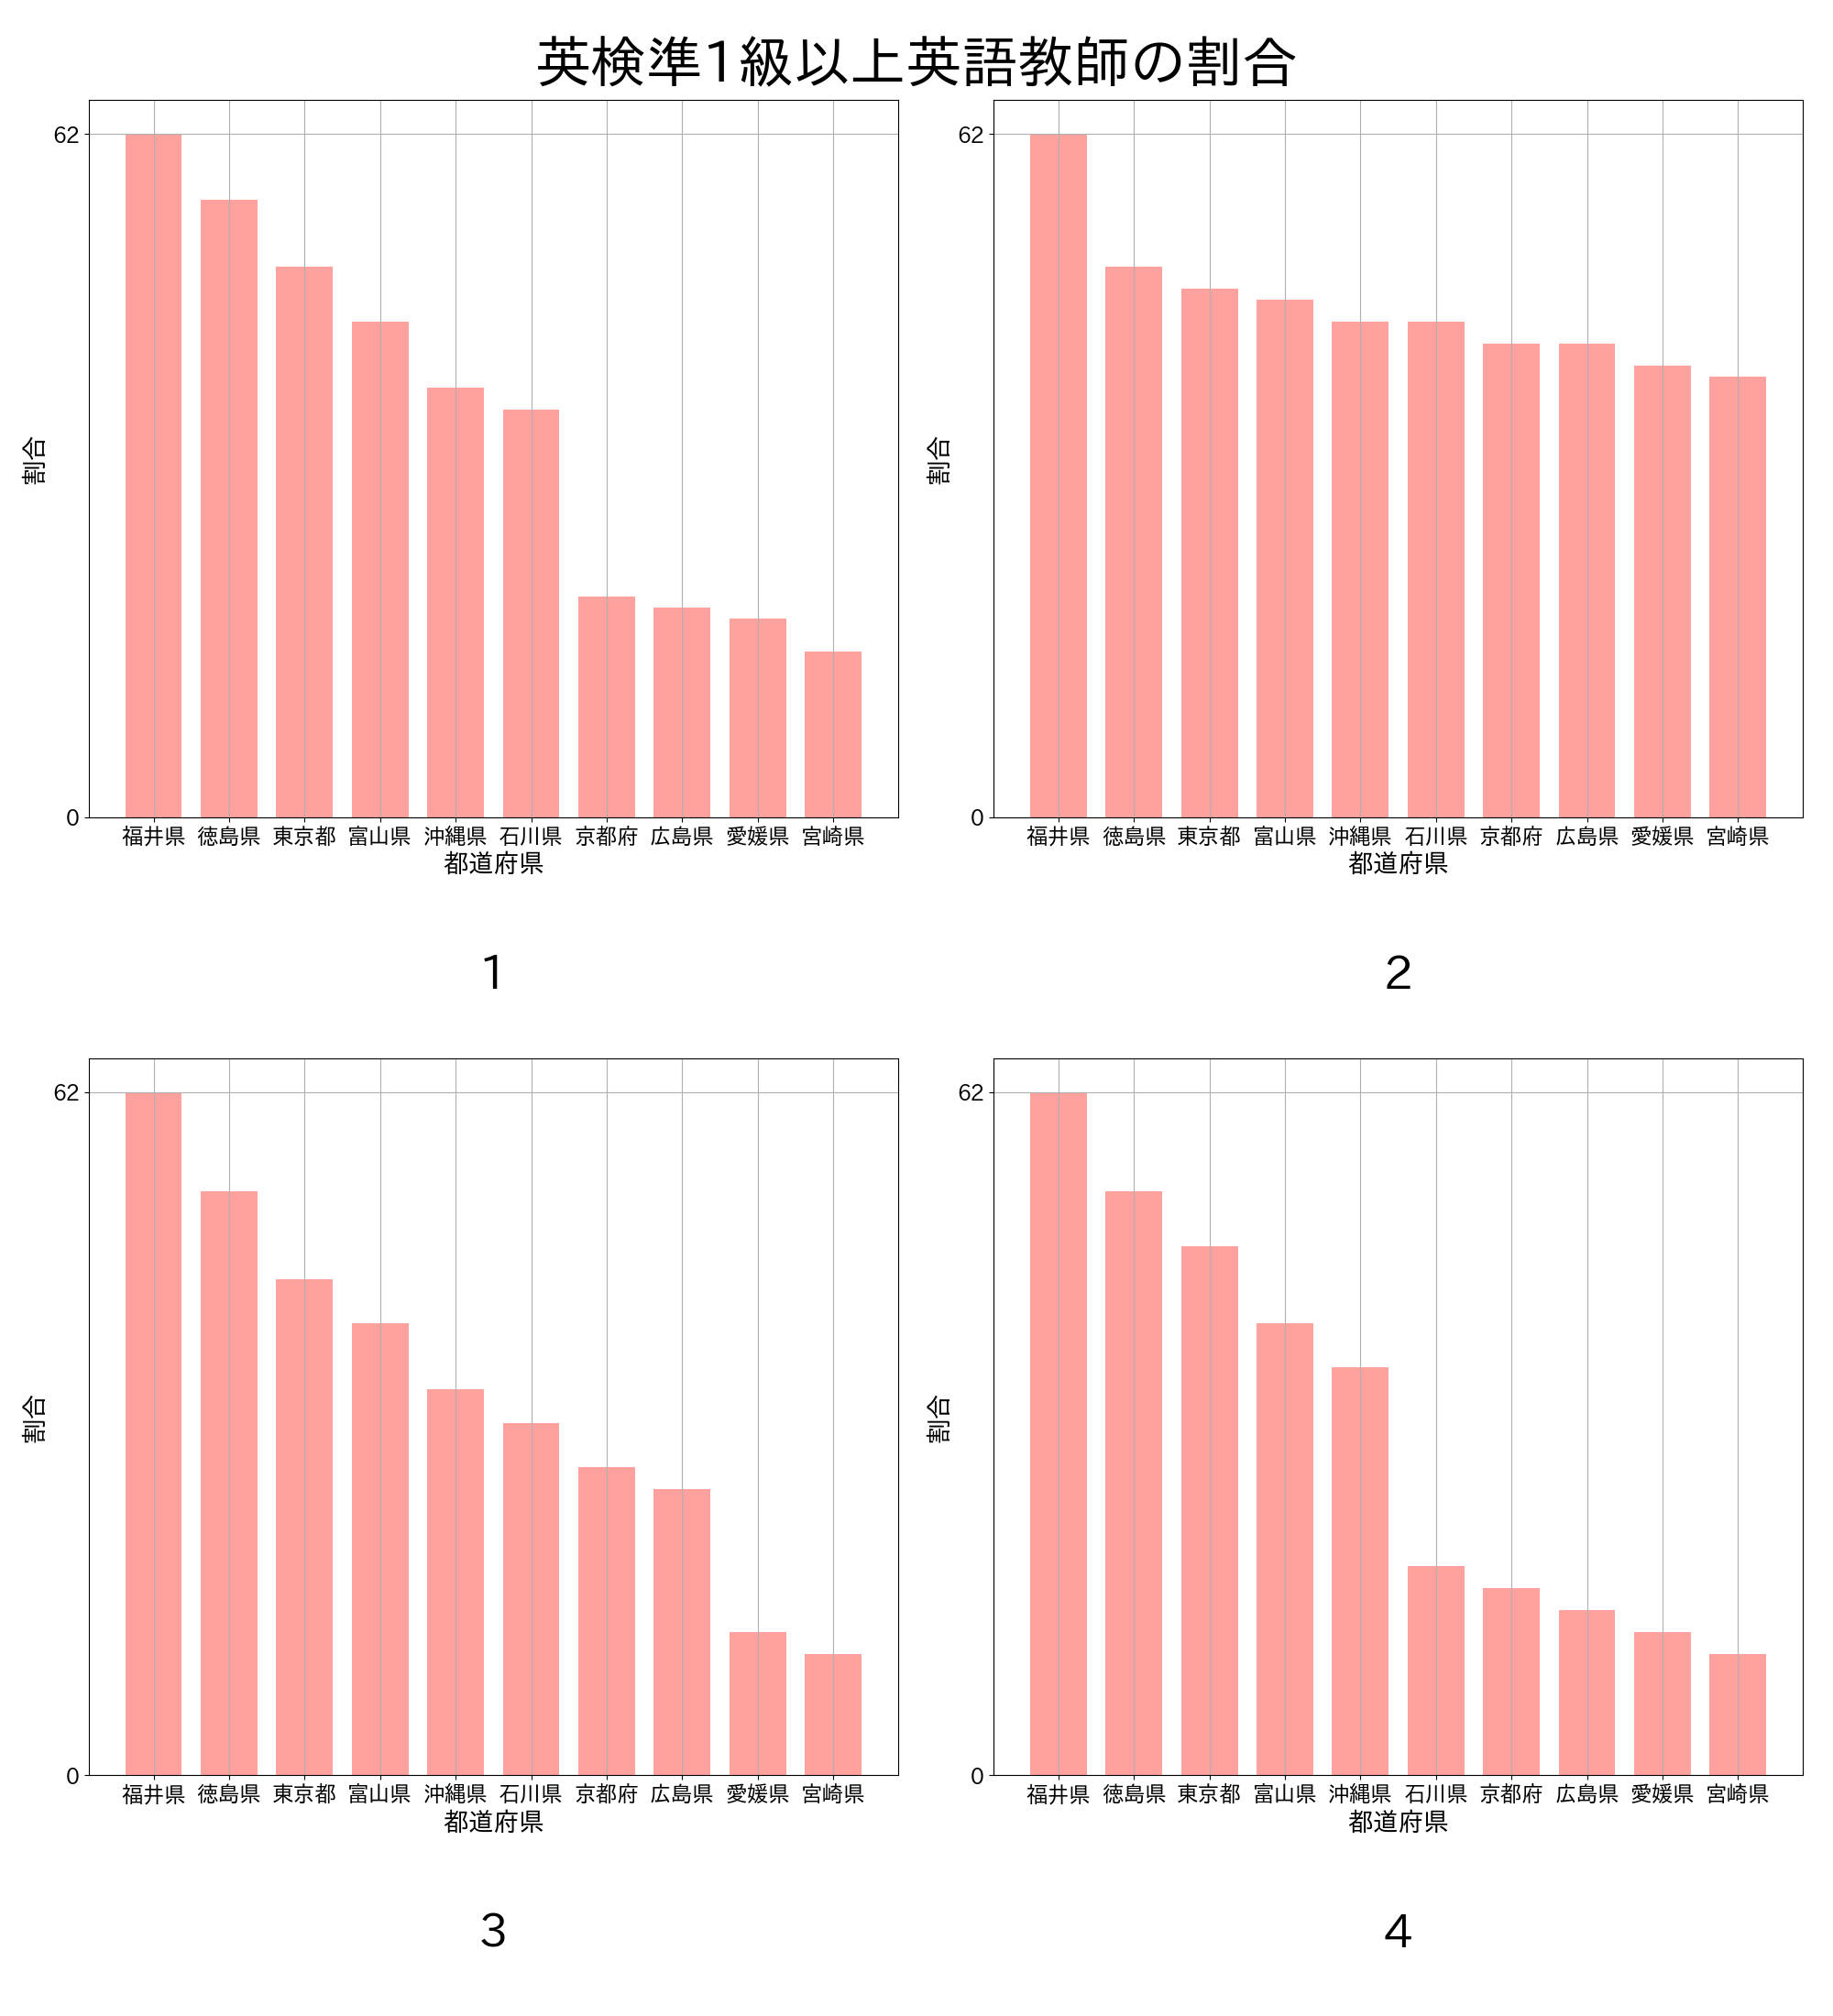 英検準1級以上英語教師の割合
62
0
割合
福井県 徳島県 東京都 富山県 沖縄県 石川県 京都府 広島県 愛媛県 宮崎県
都道府県
1
62
0
割合
福井県 徳島県 東京都 富山県 沖縄県 石川県 京都府 広島県 愛媛県 宮崎県
都道府県
2
62
0
割合
福井県 徳島県 東京都 富山県 沖縄県 石川県 京都府 広島県 愛媛県 宮崎県
都道府県
3
62
0
割合
福井県 徳島県 東京都 富山県 沖縄県 石川県 京都府 広島県 愛媛県 宮崎県
都道府県
4